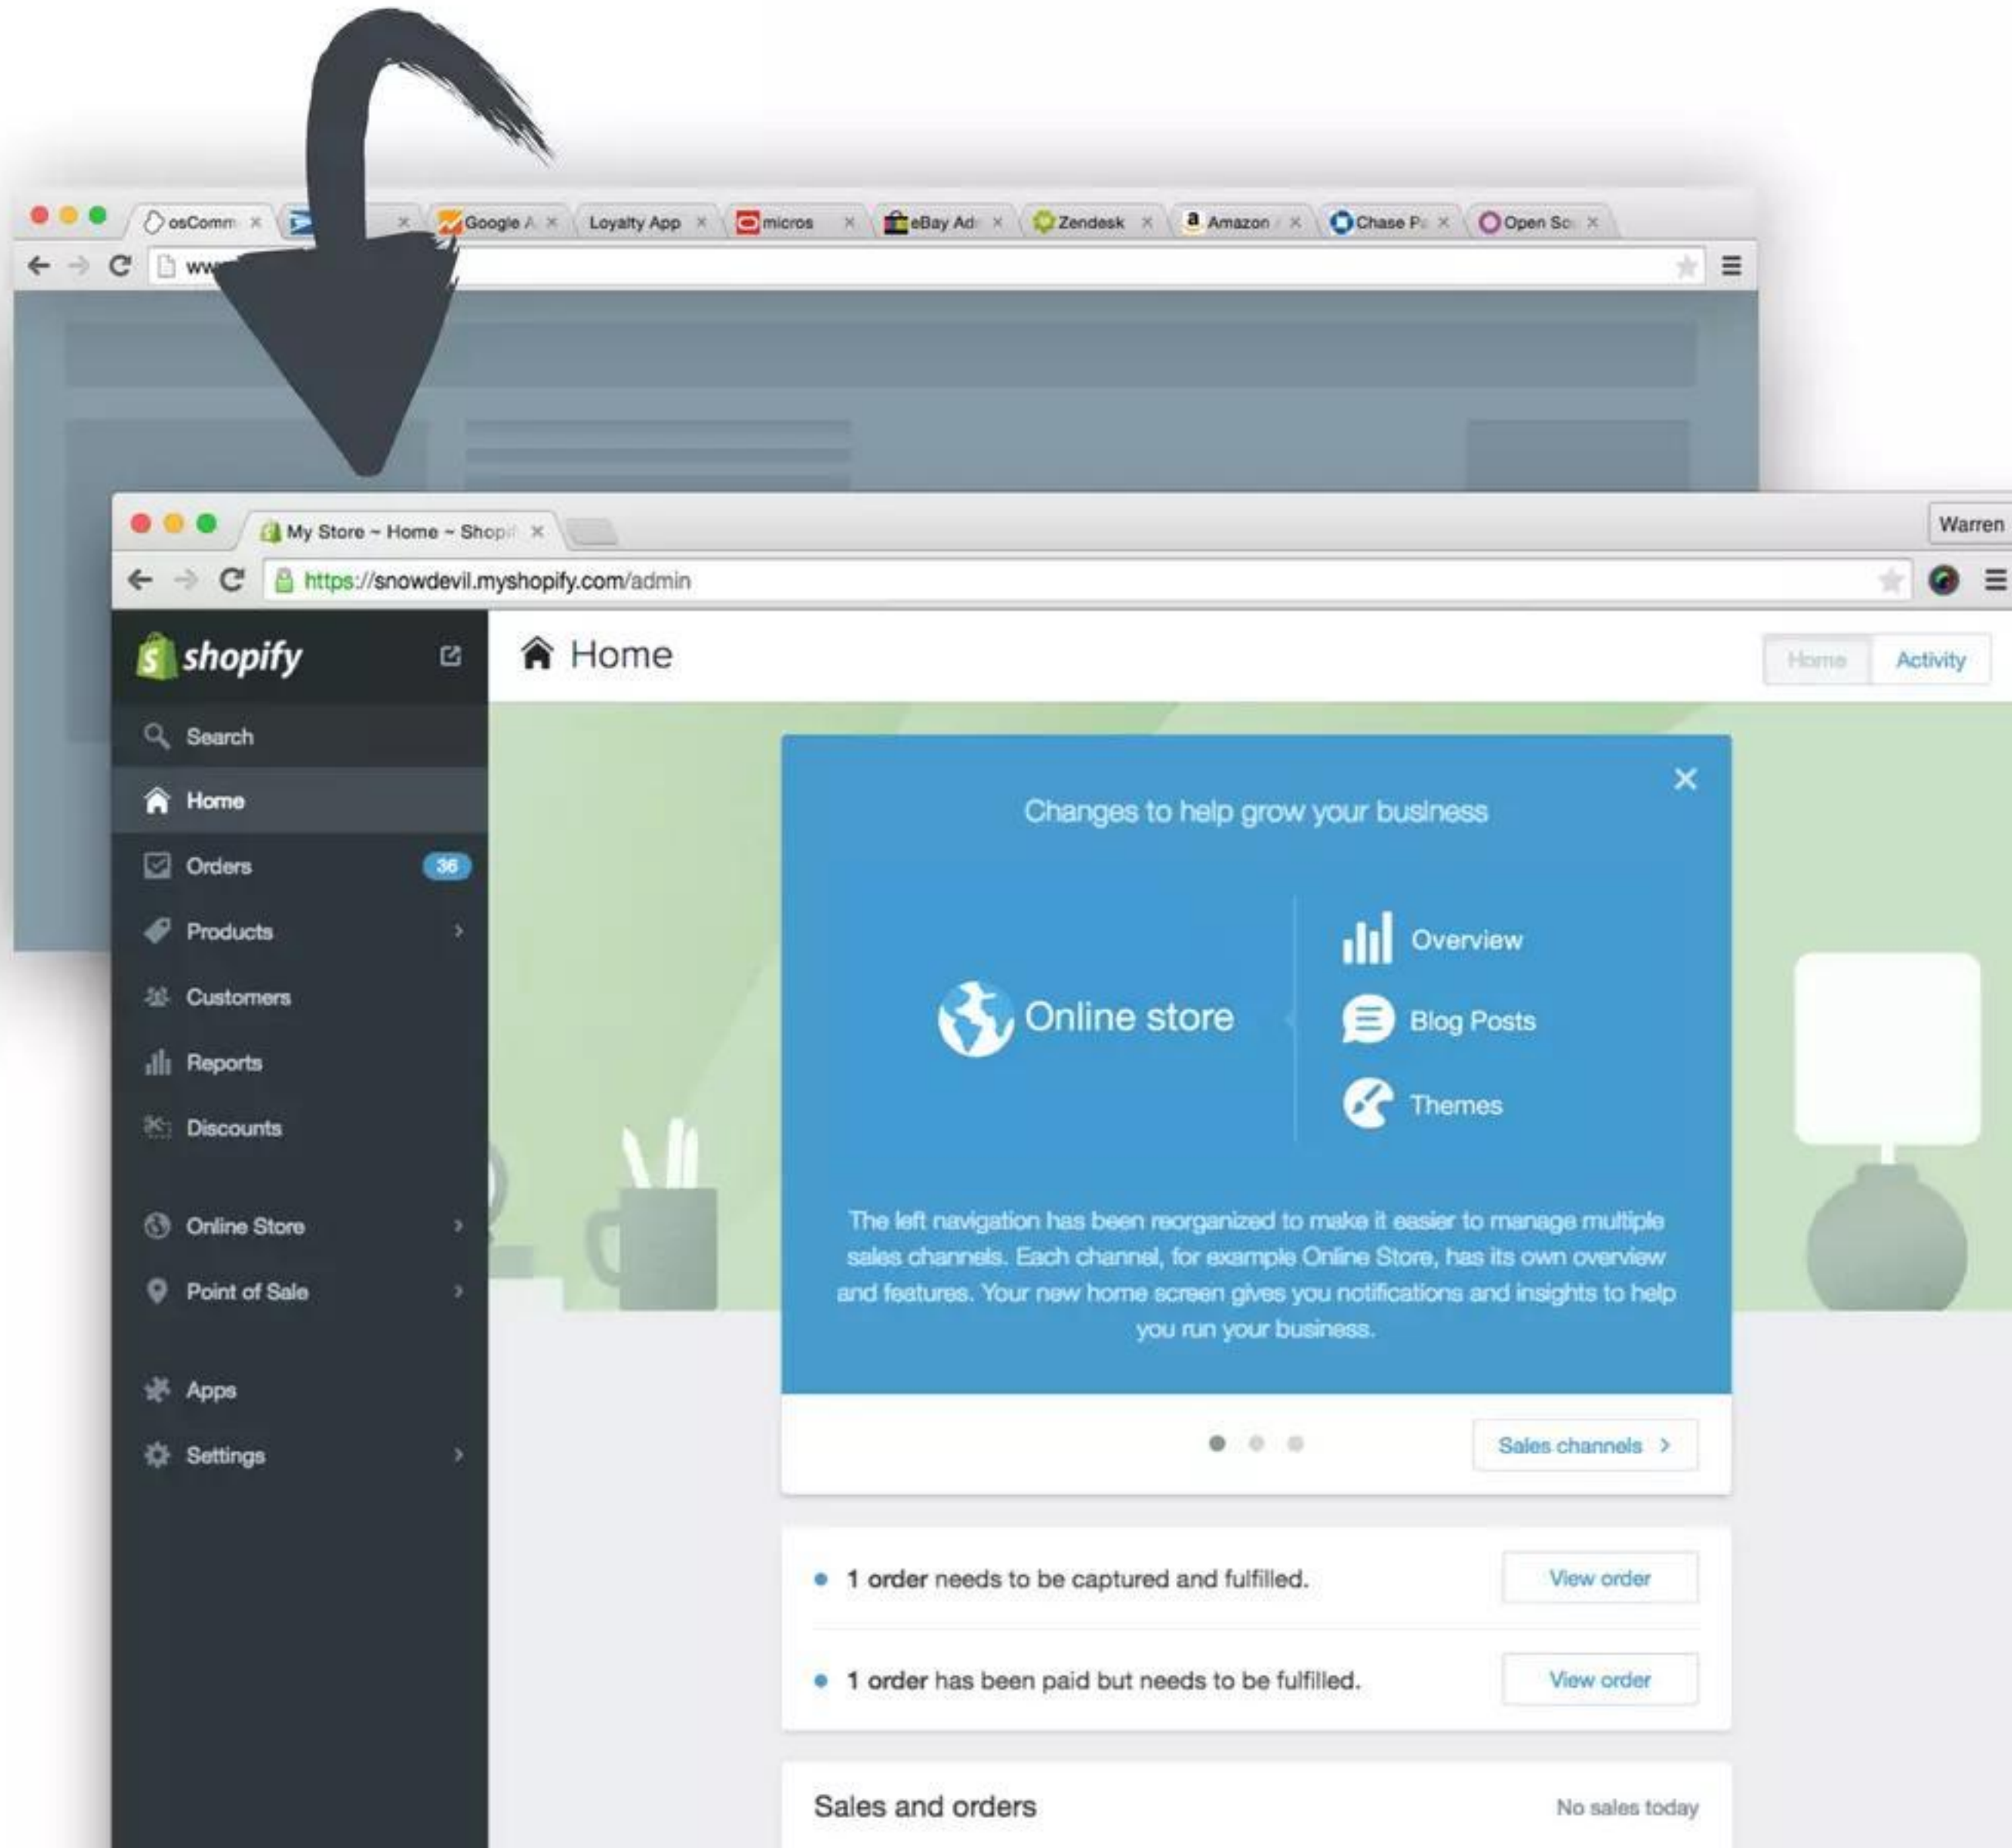 osComm
Google A
Loyalty App
micros
eBay Ad
Zendesk
Amazon
Chase P
Open So
ww
My Store ~ Home ~ Shopif
Warren
https://snowdevil.myshopify.com/admin
shopify
Home
Home
Activity
Search
Home
Orders
36
Products
Customers
Reports
Discounts
Online Store
Point of Sale
Apps
Settings
Changes to help grow your business
Online store
Overview
Blog Posts
Themes
The left navigation has been reorganized to make it easier to manage multiple
sales channels. Each channel, for example Online Store, has its own overview
and features. Your new home screen gives you notifications and insights to help
you run your business.
Sales channels
1 order needs to be captured and fulfilled.
View order
1 order has been paid but needs to be fulfilled.
View order
Sales and orders
No sales today